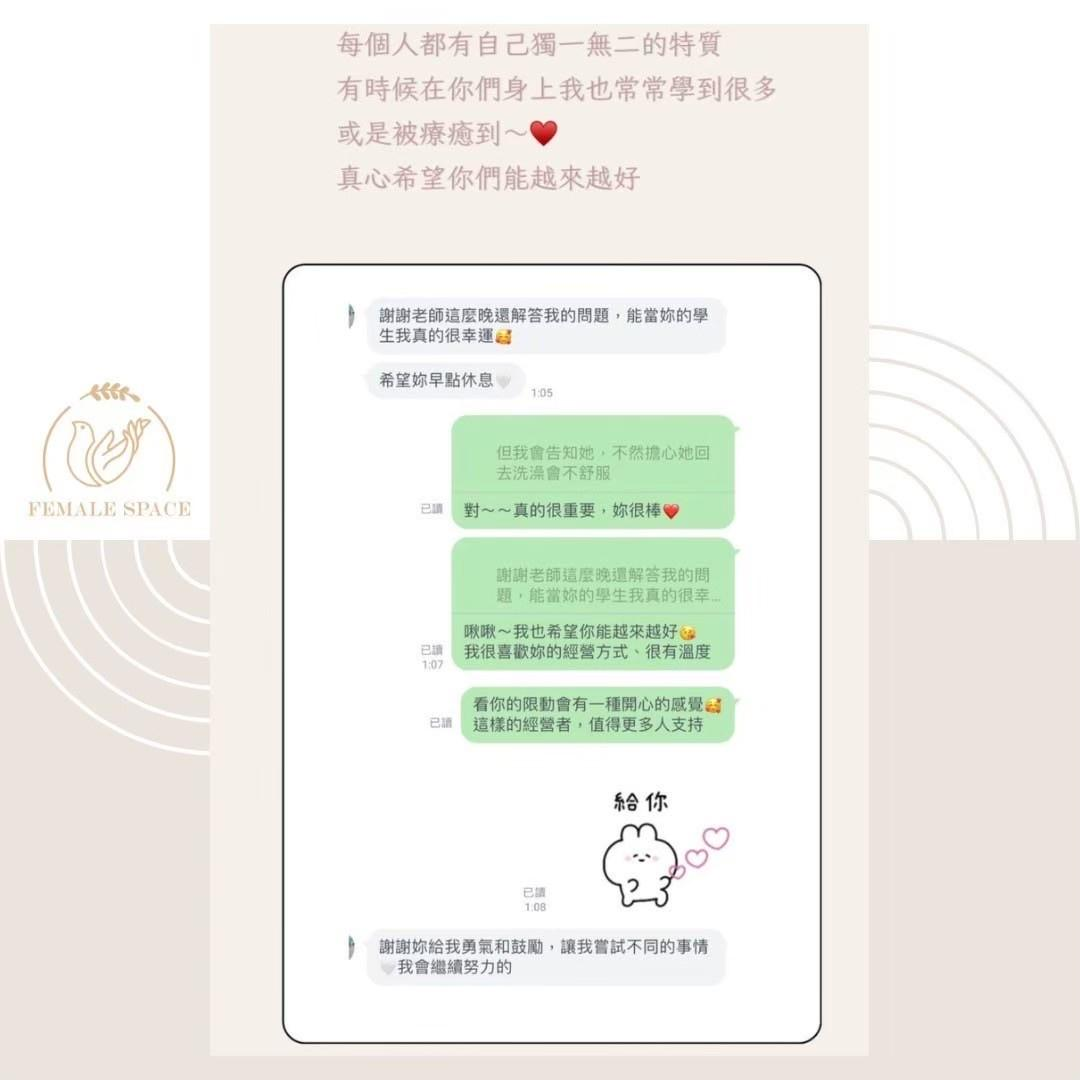 每個人都有自己獨一無二的特質
有時候在你們身上我也常常學到很多
或是被療癒到～♥️
真心希望你們能越來越好
謝謝老師這麼晚還解答我的問題，能當妳的學
生我真的很幸運🥰
希望妳早點休息🤍
1:05
但我會告知她，不然擔心她回
去洗澡會不舒服
已讀
對～～真的很重要，妳很棒❤️
謝謝老師這麼晚還解答我的問
題，能當妳的學生我真的很幸...
啾啾～我也希望你能越來越好😘
已讀
1:07
我很喜歡妳的經營方式、很有溫度
看你的限動會有一種開心的感覺🥰
已讀
這樣的經營者，值得更多人支持
給你
已讀
1:08
謝謝妳給我勇氣和鼓勵，讓我嘗試不同的事情
🤍我會繼續努力的
FEMALE SPACE